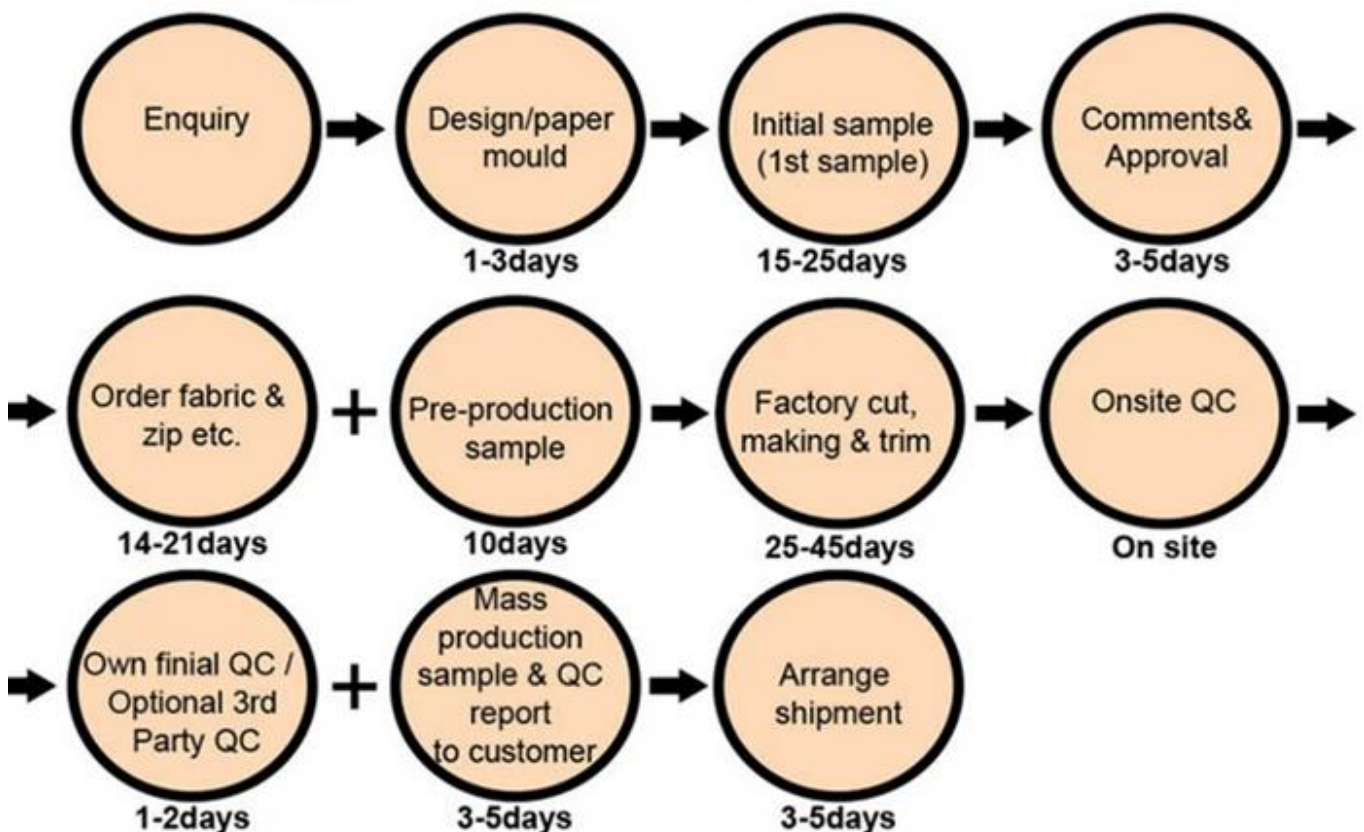 Enquiry
Design/paper
mould
1-3days
Initial sample
(1st sample)
15-25days
Comments&
Approval
3-5days
Order fabric &
zip etc.
14-21days
+
Pre-production
sample
10days
Factory cut,
making & trim
25-45days
Onsite QC
On site
Own finial QC /
Optional 3rd
Party QC
1-2days
+
Mass
production
sample & QC
report
to customer
3-5days
Arrange
shipment
3-5days